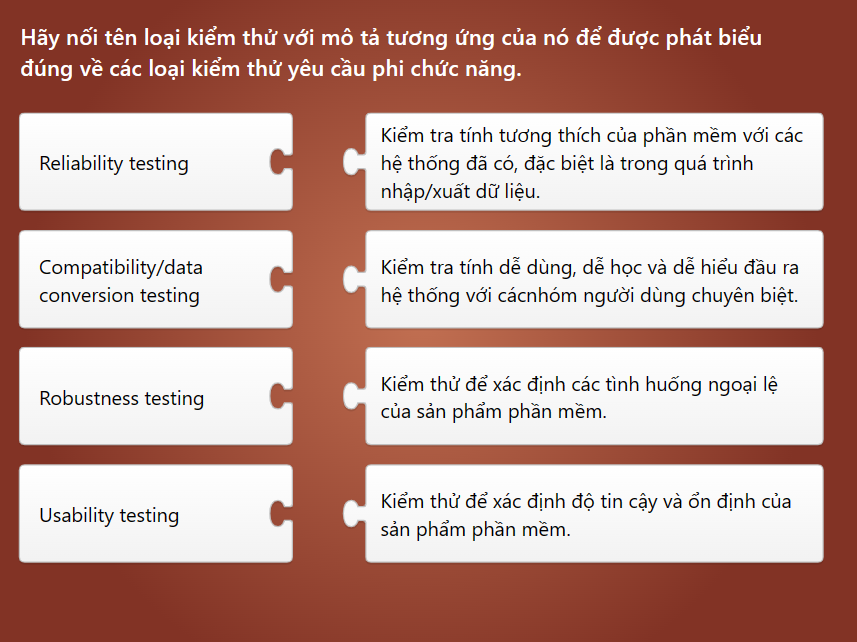 Hãy nối tên loại kiểm thử với mô tả tương ứng của nó để được phát biểu
đúng về các loại kiểm thử yêu cầu phi chức năng.
Reliability testing
Kiểm tra tính tương thích của phần mềm với các
hệ thống đã có, đặc biệt là trong quá trình
nhập/xuất dữ liệu.
Compatibility/data
conversion testing
Kiểm tra tính dễ dùng, dễ học và dễ hiểu đầu ra
hệ thống với cácnhóm người dùng chuyên biệt.
Robustness testing
Kiểm thử để xác định các tình huống ngoại lệ
của sản phẩm phần mềm.
Usability testing
Kiểm thử để xác định độ tin cậy và ổn định của
sản phẩm phần mềm.